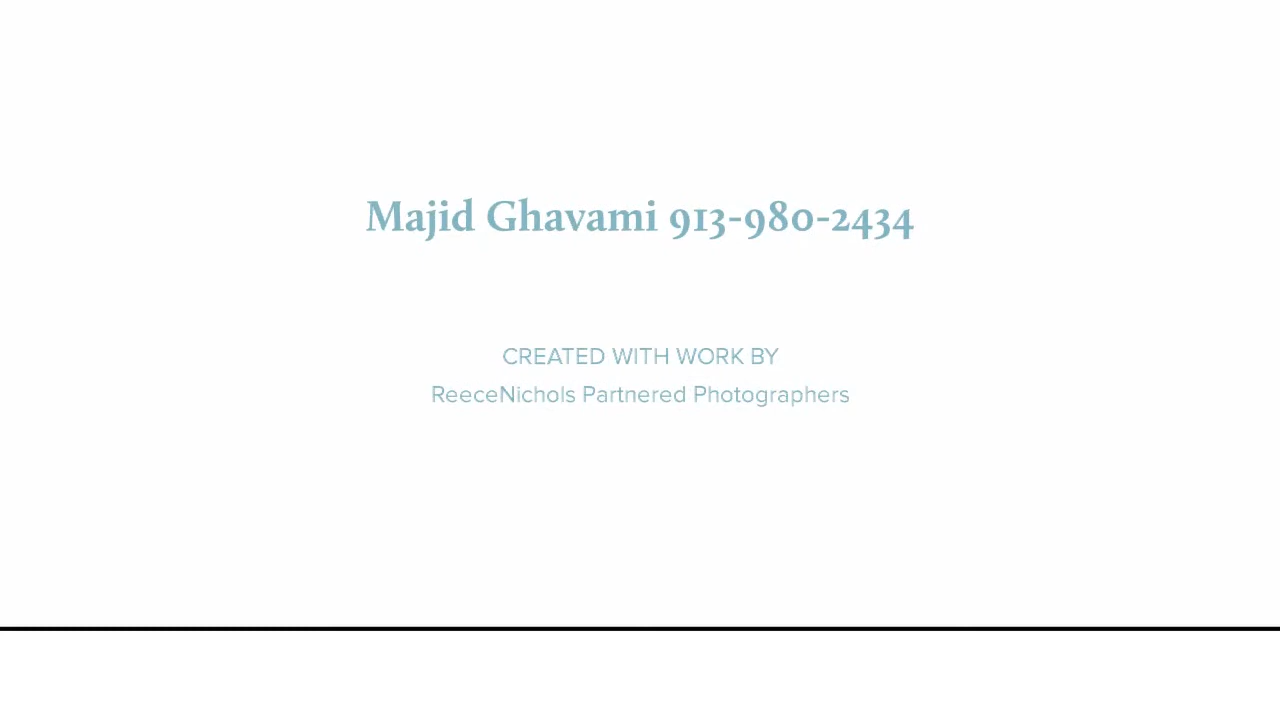 Majid Ghavami 913-980-2434
CREATED WITH WORK BY
ReeceNichols Partnered Photographers